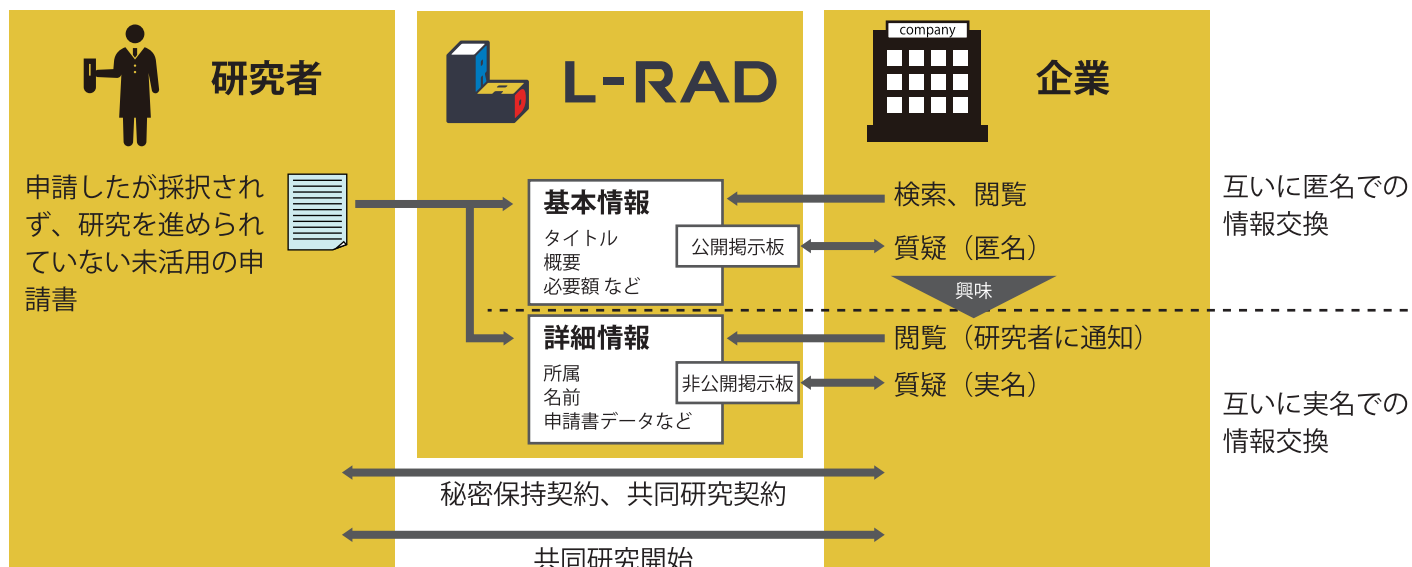 研究者
申請したが採択され
ず、研究を進められ
ていない未活用の申
請書
L-RAD
基本情報
タイトル
概要
必要額 など
公開掲示板
詳細情報
所属
名前
申請書データなど
非公開掲示板
company
企業
検索、閲覧
質疑（匿名）
興味
閲覧（研究者に通知）
質疑（実名）
互いに匿名での
情報交換
互いに実名での
情報交換
秘密保持契約、共同研究契約
共同研究開始